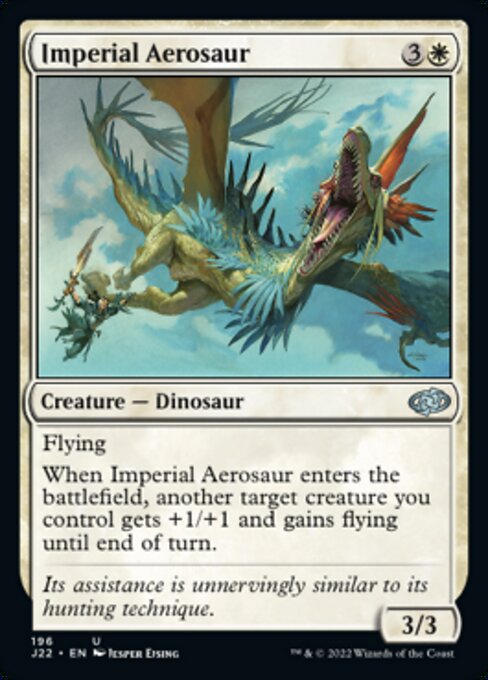 Imperial Aerosaur 3
Creature — Dinosaur
Flying
When Imperial Aerosaur enters the
battlefield, another target creature you
control gets +1/+1 and gains flying
until end of turn.
Its assistance is unnervingly similar to its
hunting technique.
3/3
196 U
J22 • EN Jesper Ejsing
™ & © 2022 Wizards of the Coast